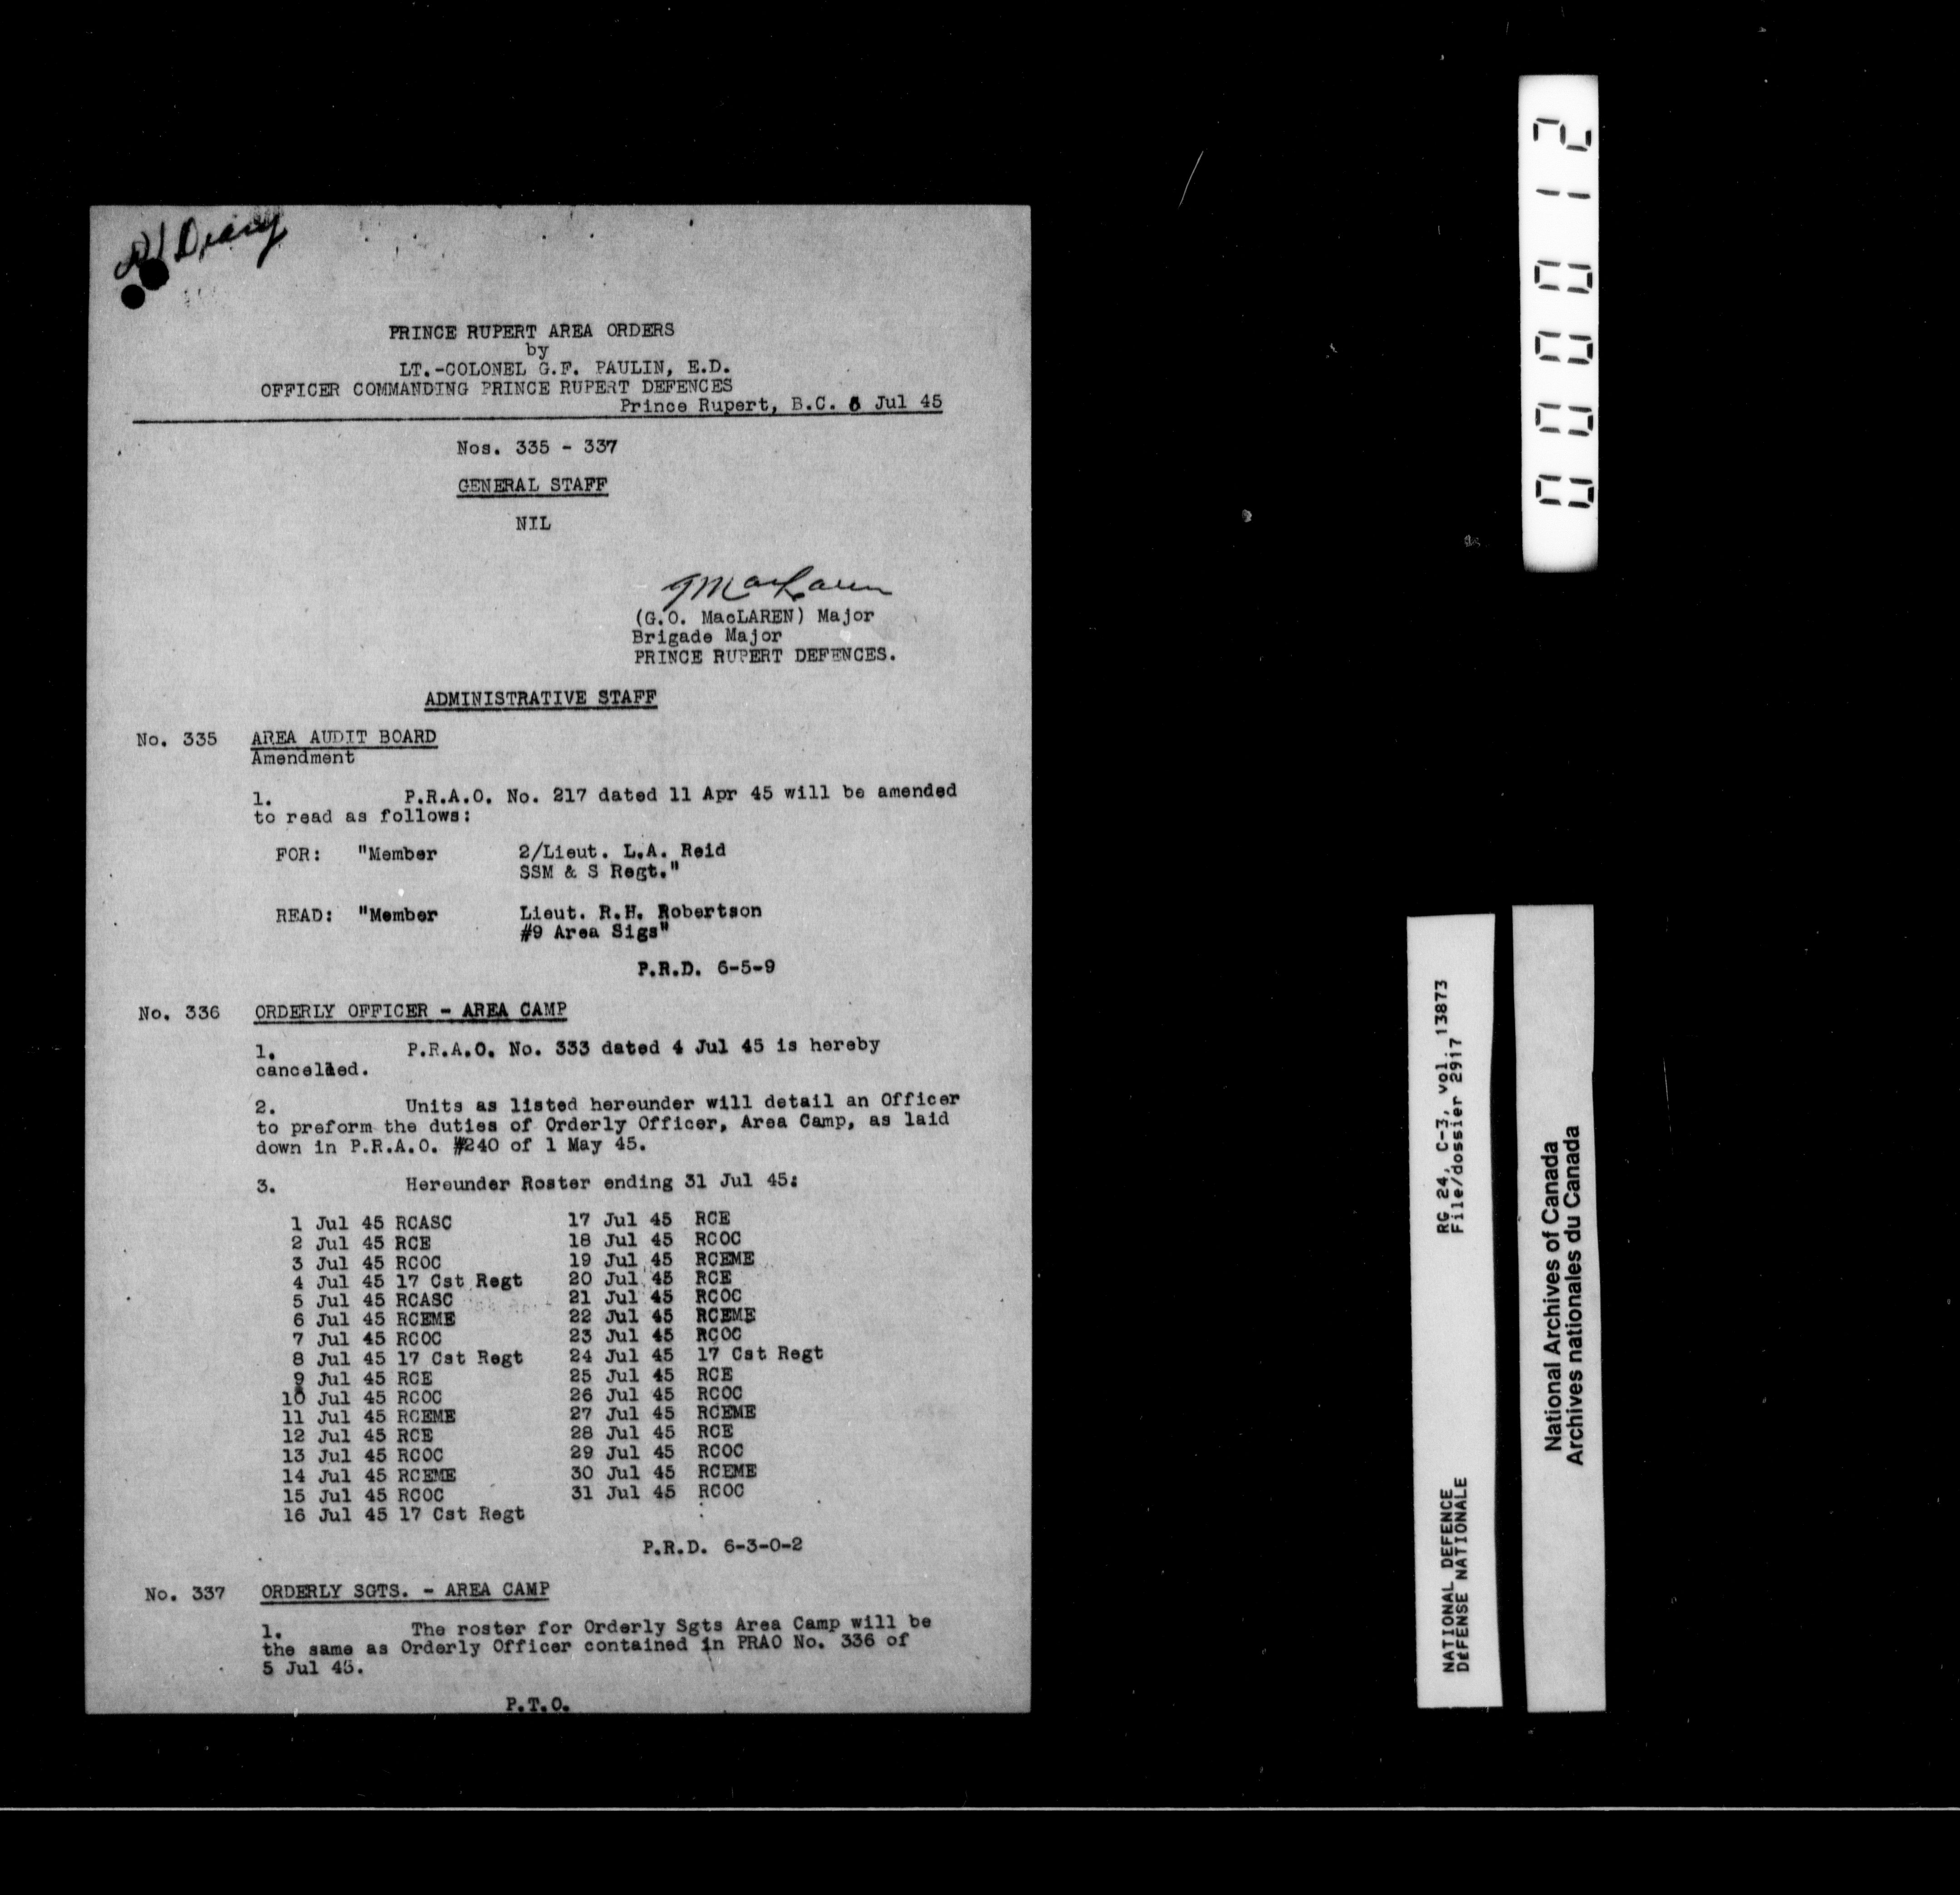 Diary
PRINCE RUPERT AREA ORDERS
by
LT.-COLONEL G.F. PAULIN, E.D.
OFFICER COMMANDING PRINCE RUPERT DEFENCES
Prince Rupert, B.C. Jul 45
Nos. 335 - 337
GENERAL STAFF
NIL
(G.O. MacLAREN) Major
Brigade Major
PRINCE RUPERT DEFENCES.
ADMINISTRATIVE STAFF
No. 335 AREA AUDIT BOARD
Amendment
1. P.R.A.O. No. 217 dated 11 Apr 45 will be amended
to read as follows:
FOR: "Member 2/Lieut. L.A. Reid
SSM & S Regt."
READ: "Member Lieut. R.H. Robertson
#9 Area Sigs"
P.R.D. 6-5-9
No. 336 ORDERLY OFFICER - AREA CAMP
1. P.R.A.O. No. 333 dated 4 Jul 45 is hereby
cancelled.
2. Units as listed hereunder will detail an Officer
to preform the duties of Orderly Officer, Area Camp, as laid
down in P.R.A.O. #240 of 1 May 45.
3. Hereunder Roster ending 31 Jul 45:
1 Jul 45 RCASC 17 Jul 45 RCE
2 Jul 45 RCE 18 Jul 45 RCOC
3 Jul 45 RCOC 19 Jul 45 RCEME
4 Jul 45 17 Cst Regt 20 Jul 45 RCE
5 Jul 45 RCASC 21 Jul 45 RCOC
6 Jul 45 RCEME 22 Jul 45 RCEME
7 Jul 45 RCOC 23 Jul 45 RCOC
8 Jul 45 17 Cst Regt 24 Jul 45 17 Cst Regt
9 Jul 45 RCE 25 Jul 45 RCE
10 Jul 45 RCOC 26 Jul 45 RCOC
11 Jul 45 RCEME 27 Jul 45 RCEME
12 Jul 45 RCE 28 Jul 45 RCE
13 Jul 45 RCOC 29 Jul 45 RCOC
14 Jul 45 RCEME 30 Jul 45 RCEME
15 Jul 45 RCOC 31 Jul 45 RCOC
16 Jul 45 17 Cst Regt
P.R.D. 6-3-0-2
No. 337 ORDERLY SGTS. - AREA CAMP
1. The roster for Orderly Sgts Area Camp will be
the same as Orderly Officer contained in PRAO No. 336 of
5 Jul 45.
P.T.O.
000012
NATIONAL DEFENCE RG 24, C-3, vol. 13873
DéFENSE NATIONALE File/dossier 2917
National Archives of Canada
Archives nationales du Canada